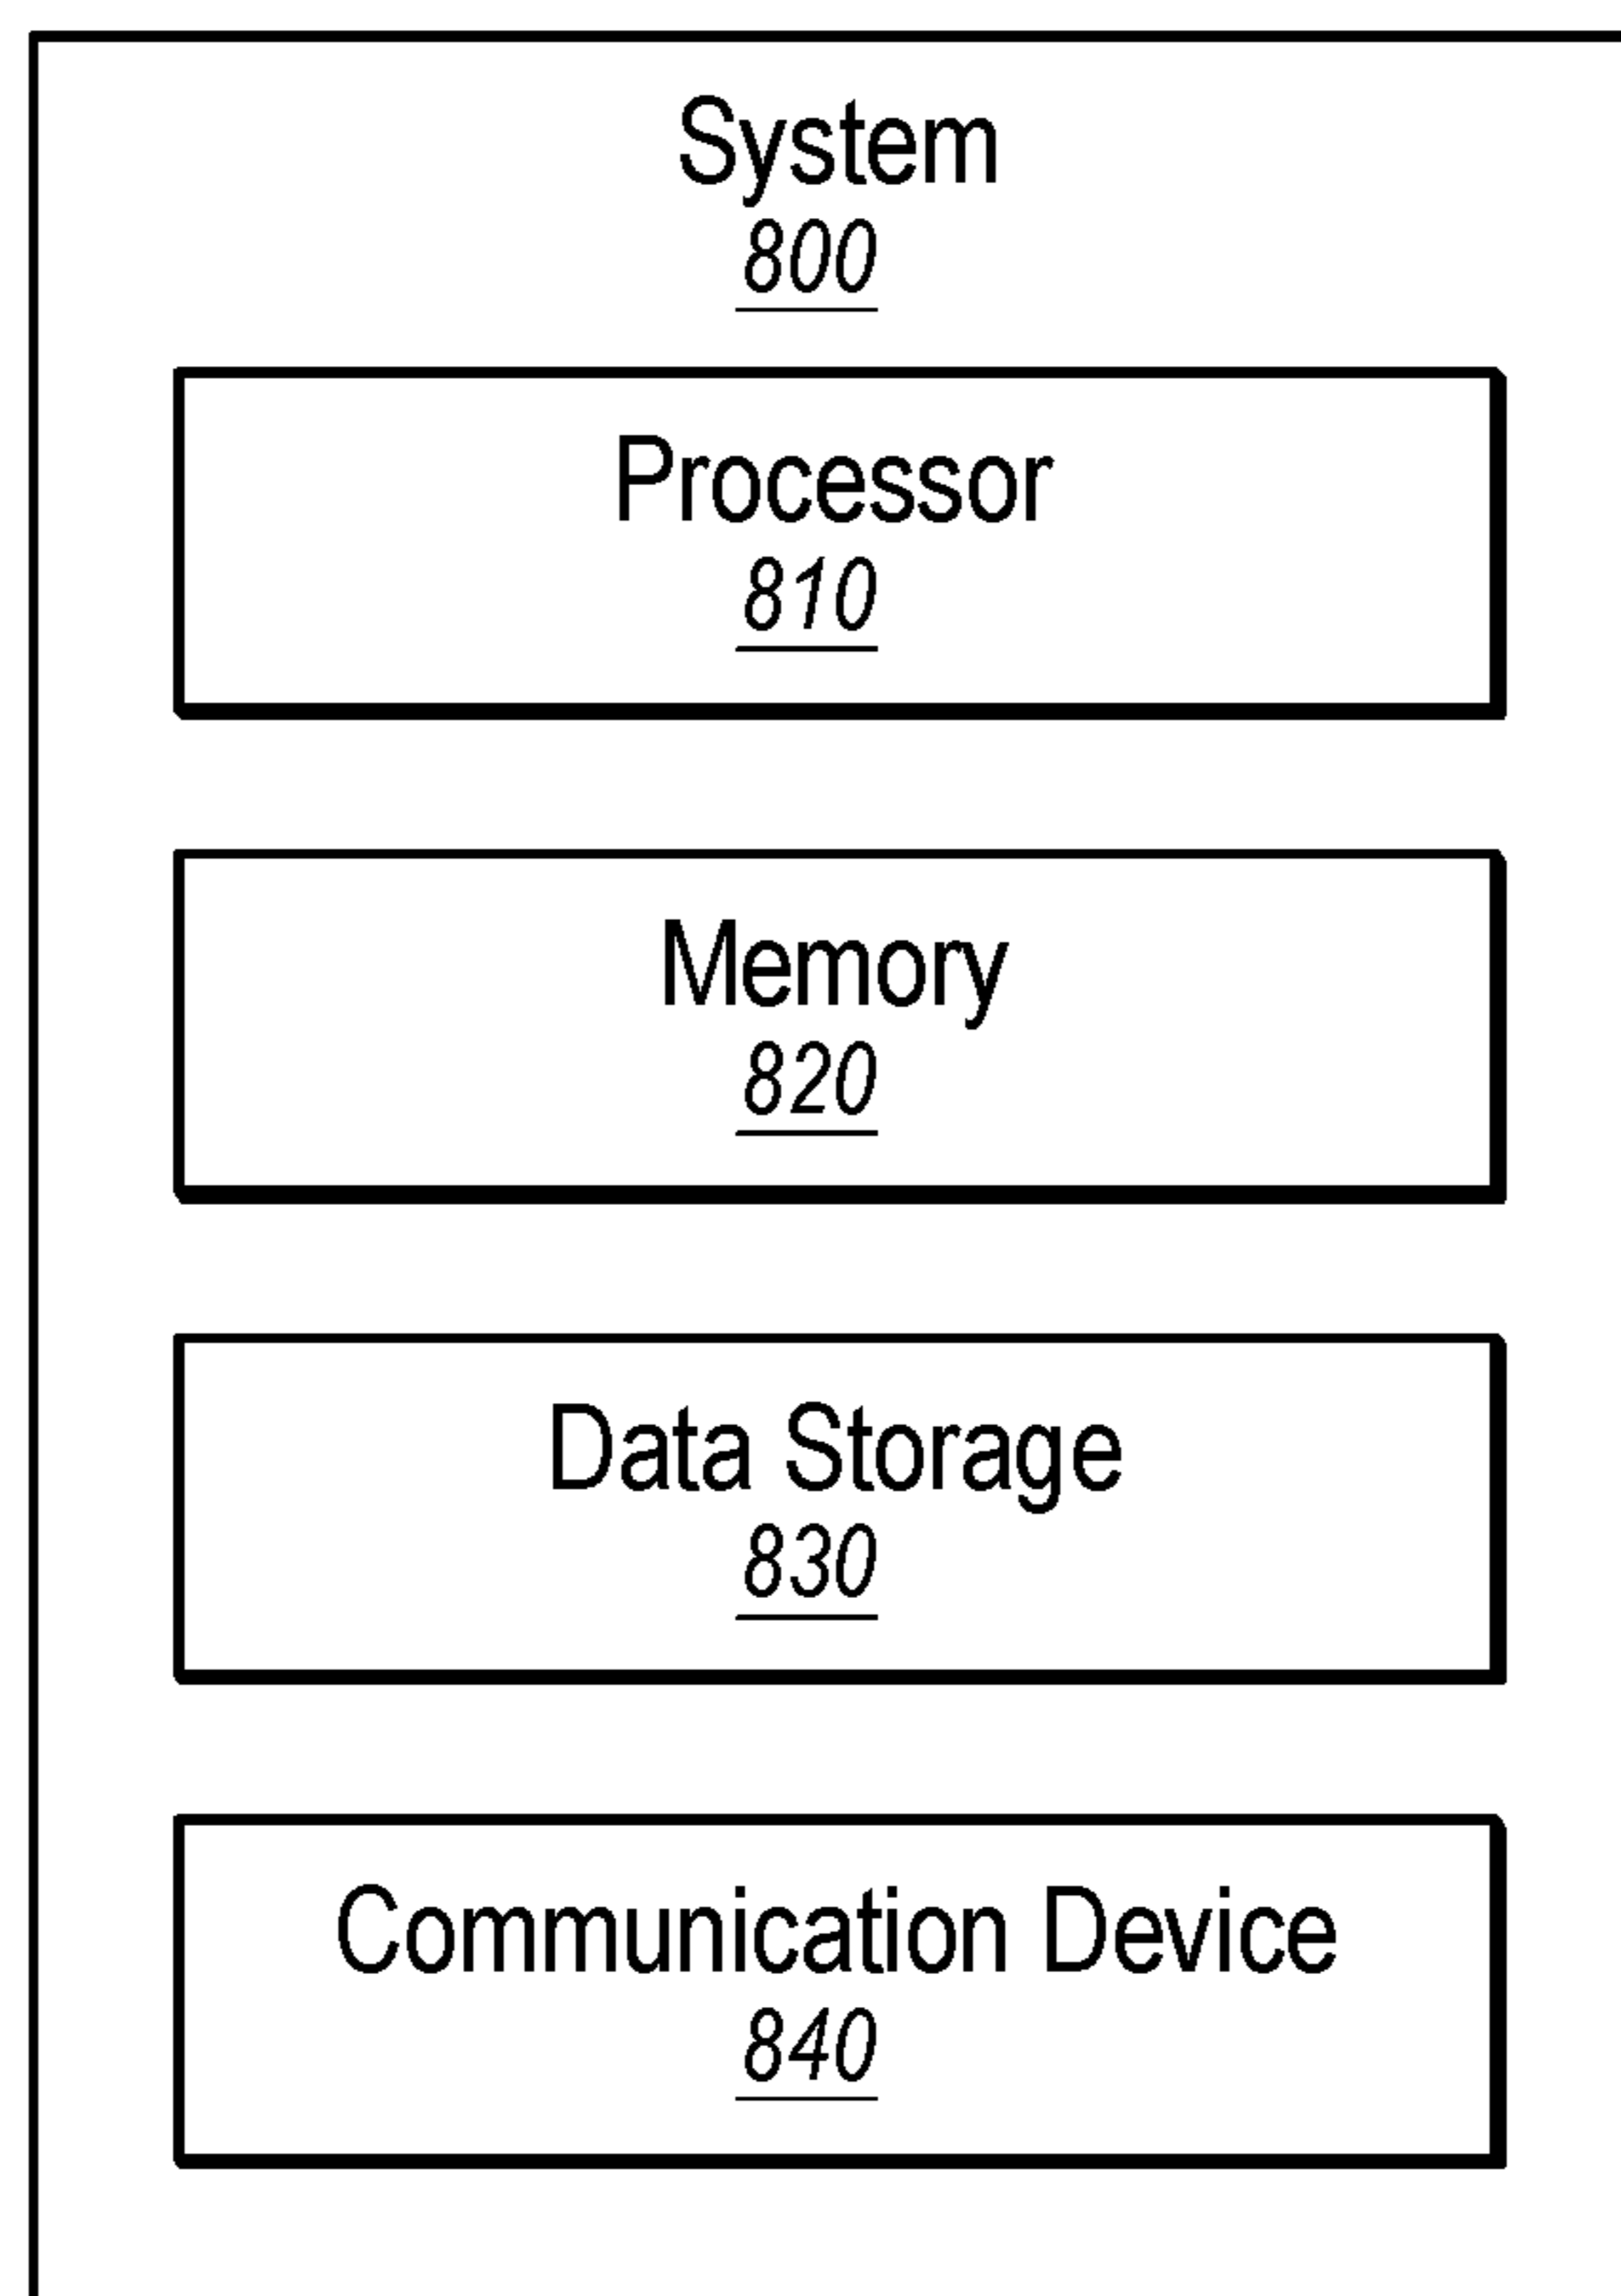 System
800
Processor
810
Memory
820
Data Storage
830
Communication Device
840